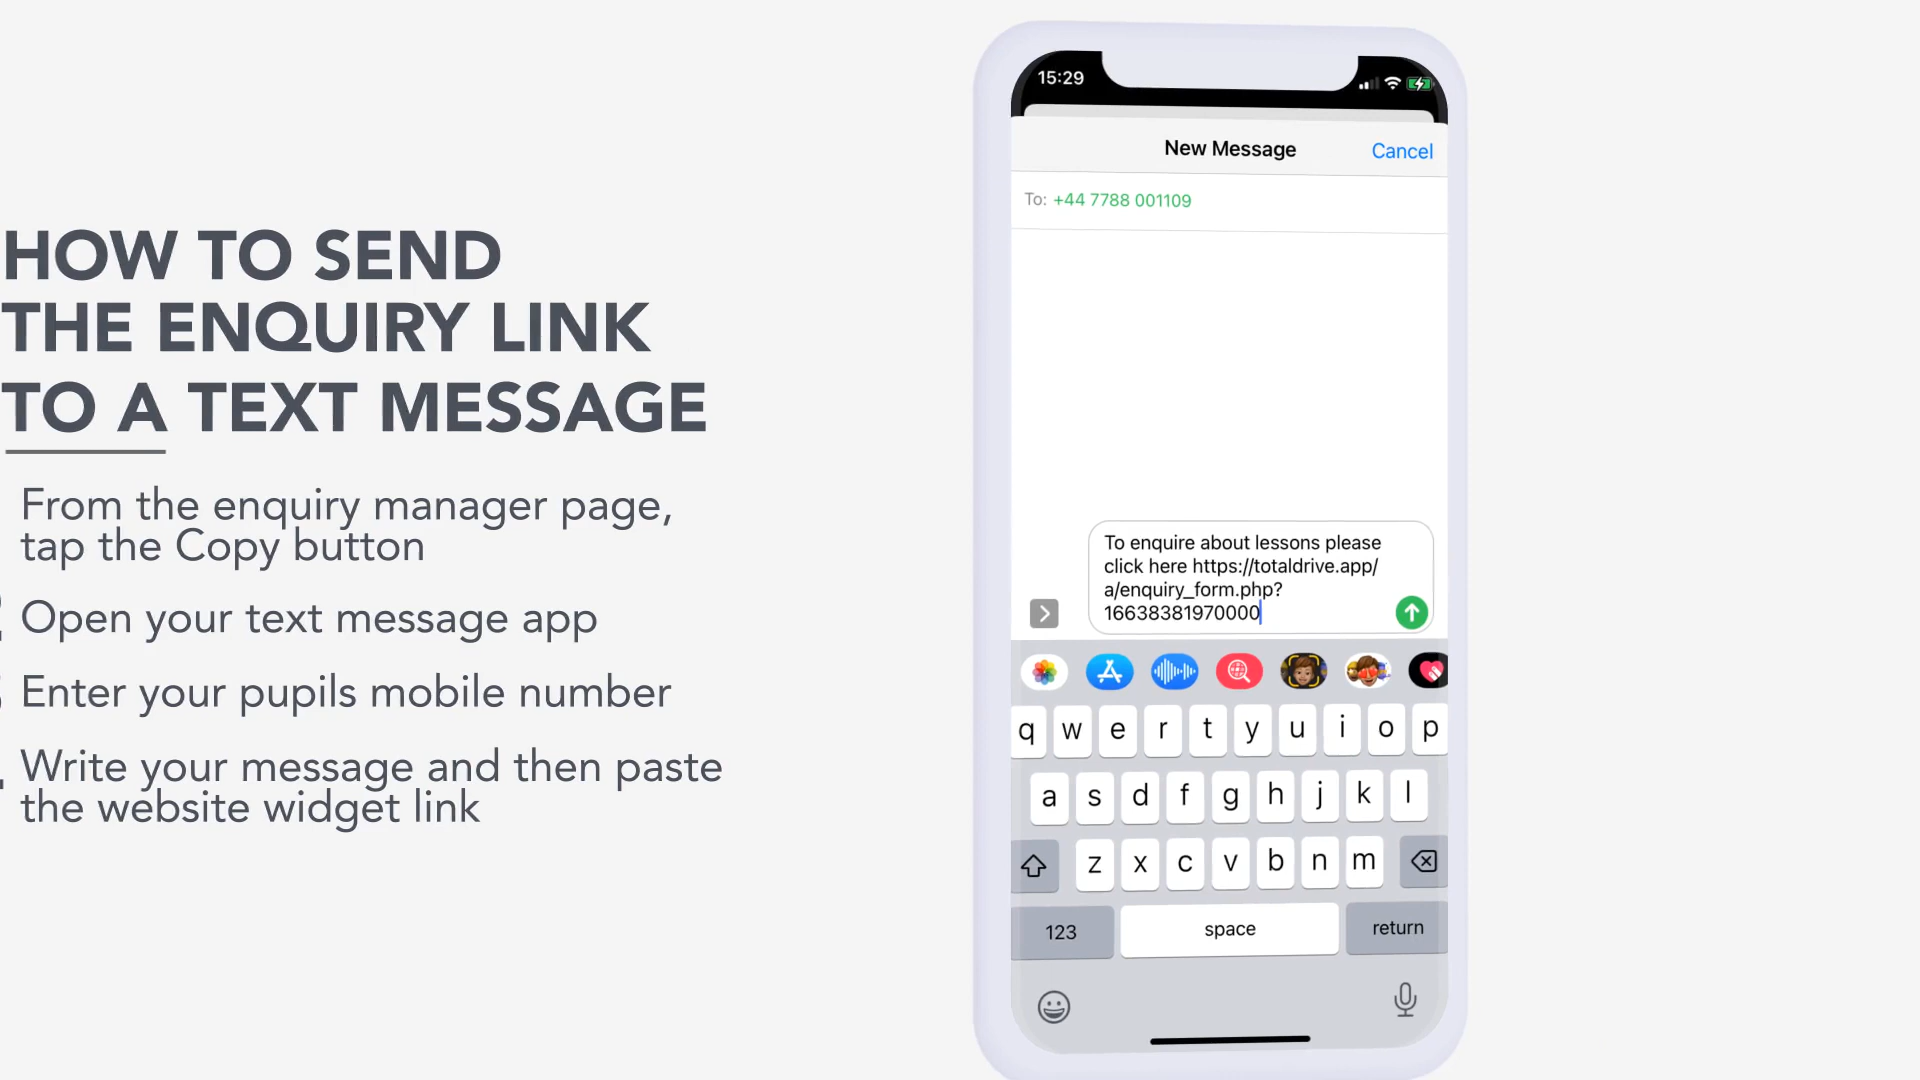 HOW TO SEND
THE ENQUIRY LINK
TO A TEXT MESSAGE
From the enquiry manager page,
tap the Copy button
Open your text message app
Enter your pupils mobile number
Write your message and then paste
the website widget link
15:29
New Message
Cancel
To: +44 7788 001109
To enquire about lessons please
click here https://totaldrive.app/
a/enquiry_form.php?
16638381970000
q w e r t y u i o p
a s d f g h j k l
z x c v b n m
123 space return